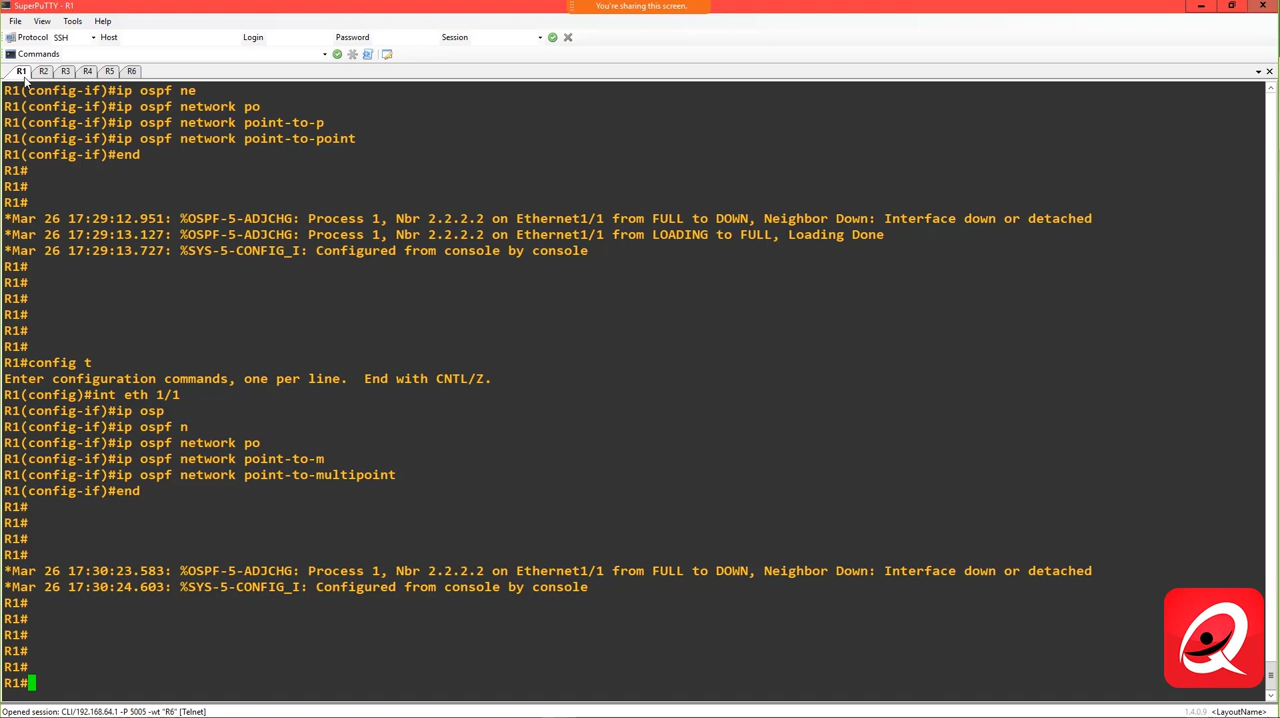 SuperPuTTY - R1
You're sharing this screen.
File View Tools Help
Protocol SSH Host Login Password Session
Commands
R1 R2 R3 R4 R5 R6
R1(config-if)#ip ospf ne
R1(config-if)#ip ospf network po
R1(config-if)#ip ospf network point-to-p
R1(config-if)#ip ospf network point-to-point
R1(config-if)#end
R1#
R1#
R1#
*Mar 26 17:29:12.951: %OSPF-5-ADJCHG: Process 1, Nbr 2.2.2.2 on Ethernet1/1 from FULL to DOWN, Neighbor Down: Interface down or detached
*Mar 26 17:29:13.127: %OSPF-5-ADJCHG: Process 1, Nbr 2.2.2.2 on Ethernet1/1 from LOADING to FULL, Loading Done
*Mar 26 17:29:13.727: %SYS-5-CONFIG_I: Configured from console by console
R1#
R1#
R1#
R1#
R1#
R1#
R1#config t
Enter configuration commands, one per line.  End with CNTL/Z.
R1(config)#int eth 1/1
R1(config-if)#ip osp
R1(config-if)#ip ospf n
R1(config-if)#ip ospf network po
R1(config-if)#ip ospf network point-to-m
R1(config-if)#ip ospf network point-to-multipoint
R1(config-if)#end
R1#
R1#
R1#
R1#
*Mar 26 17:30:23.583: %OSPF-5-ADJCHG: Process 1, Nbr 2.2.2.2 on Ethernet1/1 from FULL to DOWN, Neighbor Down: Interface down or detached
*Mar 26 17:30:24.603: %SYS-5-CONFIG_I: Configured from console by console
R1#
R1#
R1#
R1#
R1#
R1#
Opened session: CLI/192.168.64.1 -P 5005 -wt "R6" [Telnet]
1.4.0.9 <LayoutName>